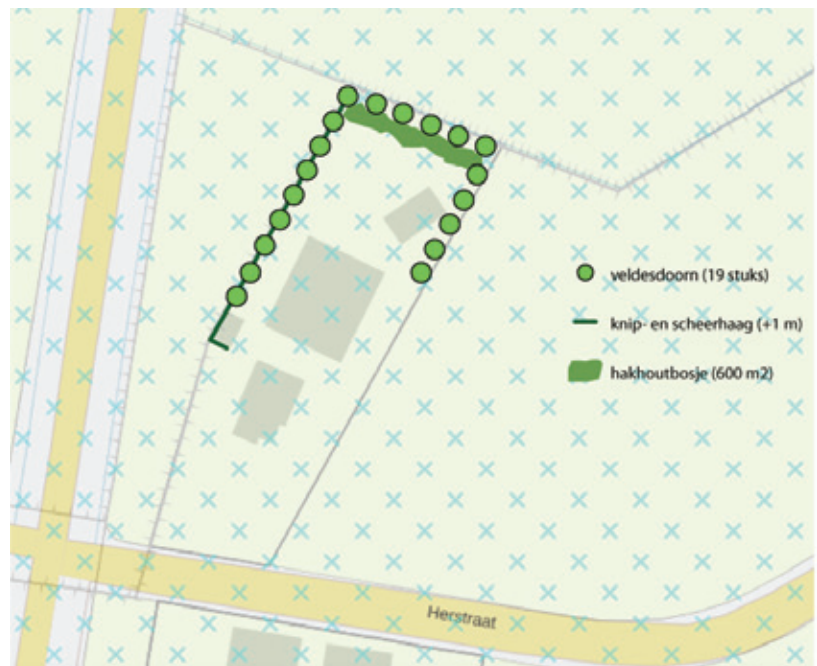 veldesdoorn (19 stuks)
knip- en scheerhaag (+1 m)
hakhoutbosje (600 m2)
Herstraat